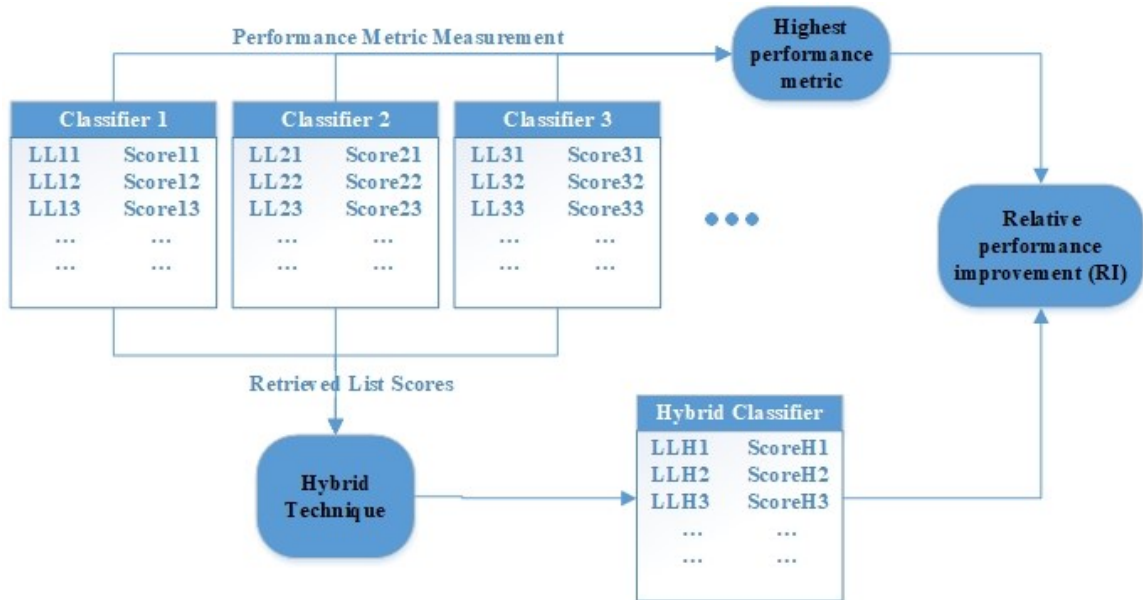 Performance Metric Measurement
Highest
performance
metric
Classifier 1
LL11 Score11
LL12 Score12
LL13 Score13
... ...
... ...
Classifier 2
LL21 Score21
LL22 Score22
LL23 Score23
... ...
... ...
Classifier 3
LL31 Score31
LL32 Score32
LL33 Score33
... ...
... ...
Relative
performance
improvement (RI)
Retrieved List Scores
Hybrid
Technique
Hybrid Classifier
LLH1 ScoreH1
LLH2 ScoreH2
LLH3 ScoreH3
... ...
... ...